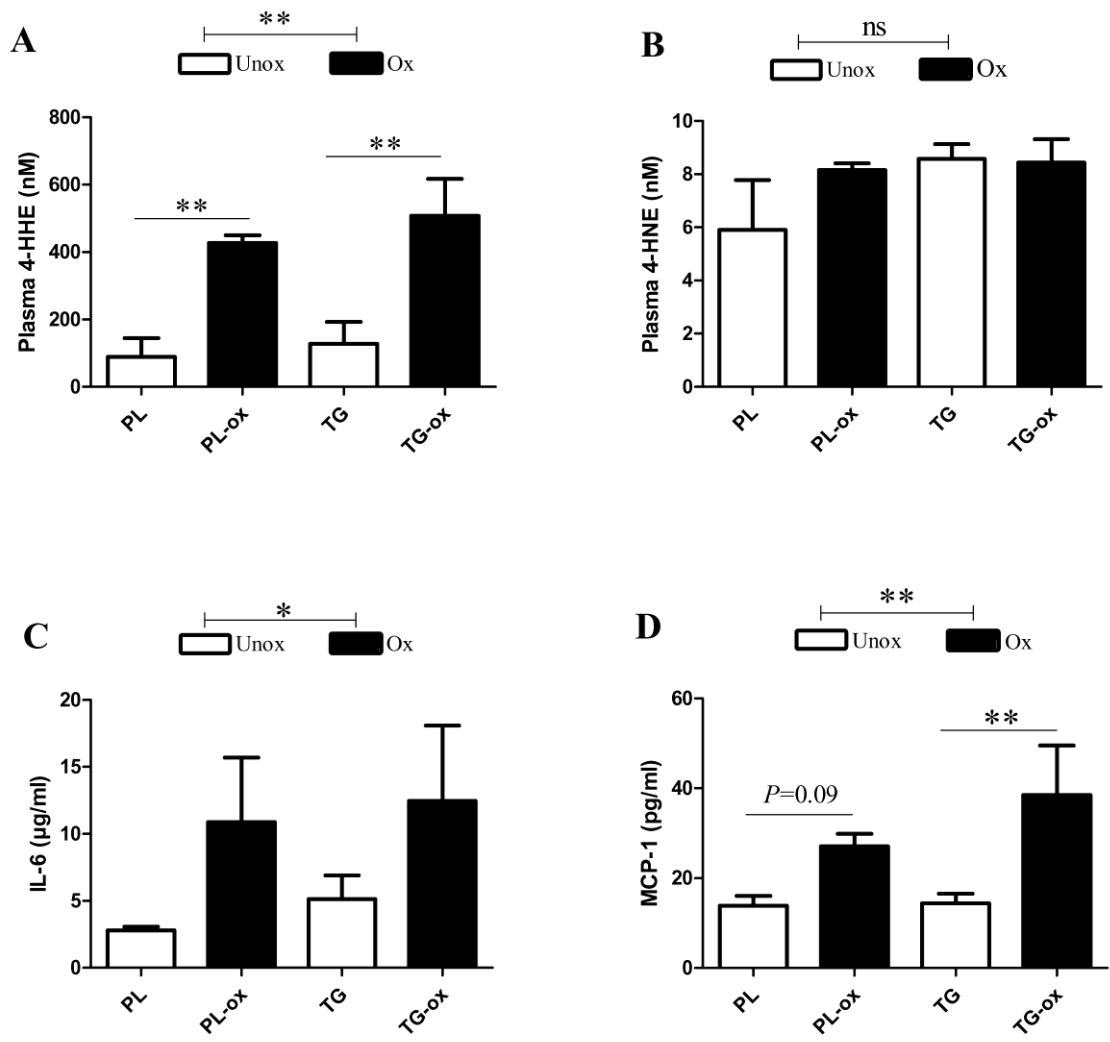 A
**
Unox Ox
Plasma 4-HHE (nM)
800
600
400
200
0
**
**
PL PL-ox TG TG-ox
B
ns
Unox Ox
Plasma 4-HNE (nM)
10
8
6
4
2
0
PL PL-ox TG TG-ox
C
*
Unox Ox
IL-6 (µg/ml)
20
15
10
5
0
PL PL-ox TG TG-ox
D
**
Unox Ox
MCP-1 (pg/ml)
60
40
20
0
P=0.09
**
PL PL-ox TG TG-ox